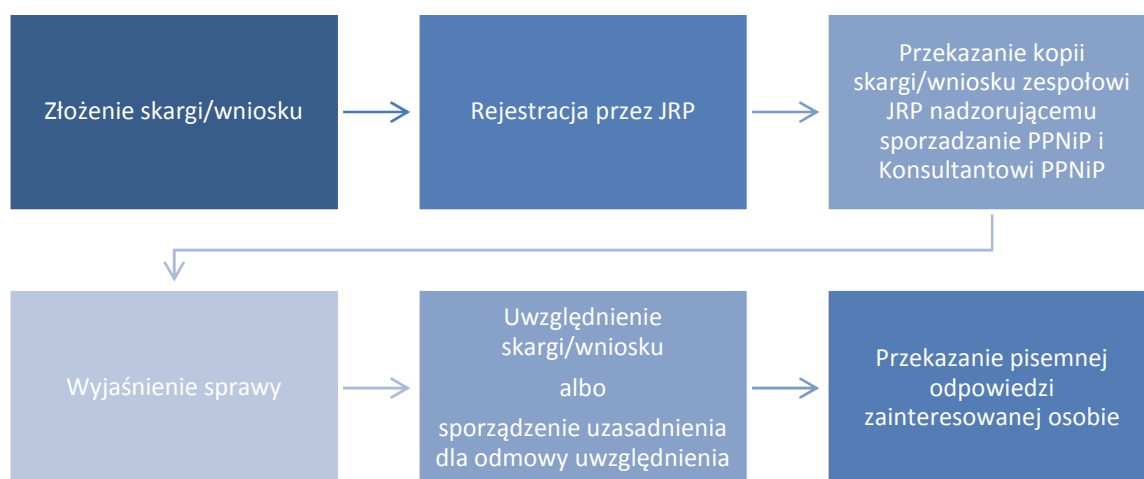 Złożenie skargi/wniosku
Rejestracja przez JRP
Przekazanie kopii
skargi/wniosku zespołowi
JRP nadzorującemu
sporzadzanie PPNiP i
Konsultantowi PPNiP
Wyjaśnienie sprawy
Uwzględnienie
skargi/wniosku
albo
sporządzenie uzasadnienia
dla odmowy uwzględnienia
Przekazanie pisemnej
odpowiedzi
zainteresowanej osobie